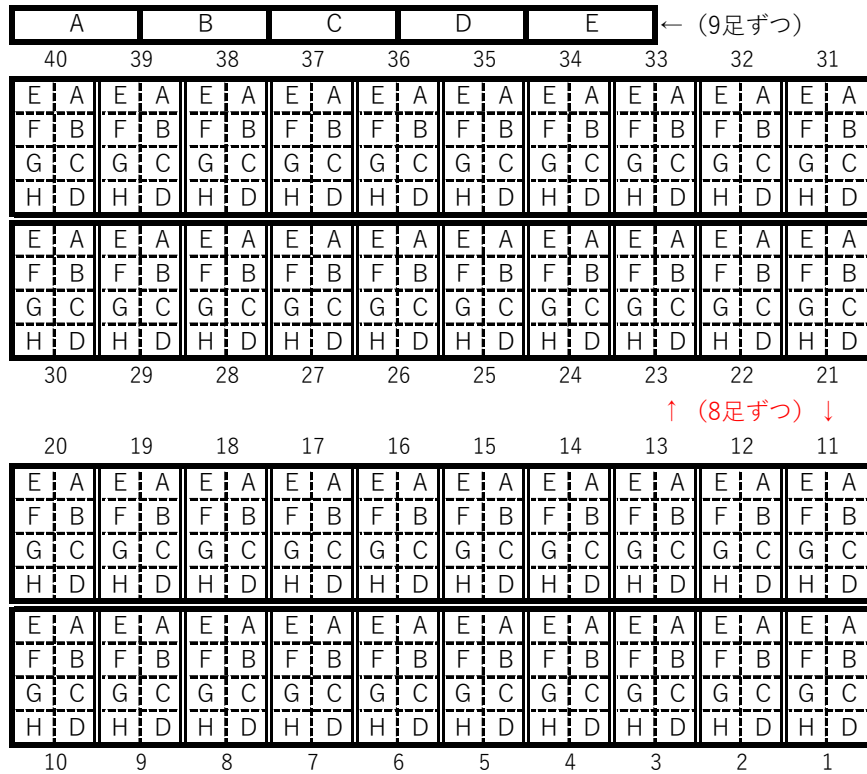 A B C D E ← （9足ずつ）
40 39 38 37 36 35 34 33 32 31
E A E A E A E A E A E A E A E A E A E A
F B F B F B F B F B F B F B F B F B F B
G C G C G C G C G C G C G C G C G C G C
H D H D H D H D H D H D H D H D H D H D
E A E A E A E A E A E A E A E A E A E A
F B F B F B F B F B F B F B F B F B F B
G C G C G C G C G C G C G C G C G C G C
H D H D H D H D H D H D H D H D H D H D
30 29 28 27 26 25 24 23 22 21
↑ （8足ずつ） ↓
20 19 18 17 16 15 14 13 12 11
E A E A E A E A E A E A E A E A E A E A
F B F B F B F B F B F B F B F B F B F B
G C G C G C G C G C G C G C G C G C G C
H D H D H D H D H D H D H D H D H D H D
E A E A E A E A E A E A E A E A E A E A
F B F B F B F B F B F B F B F B F B F B
G C G C G C G C G C G C G C G C G C G C
H D H D H D H D H D H D H D H D H D H D
10 9 8 7 6 5 4 3 2 1